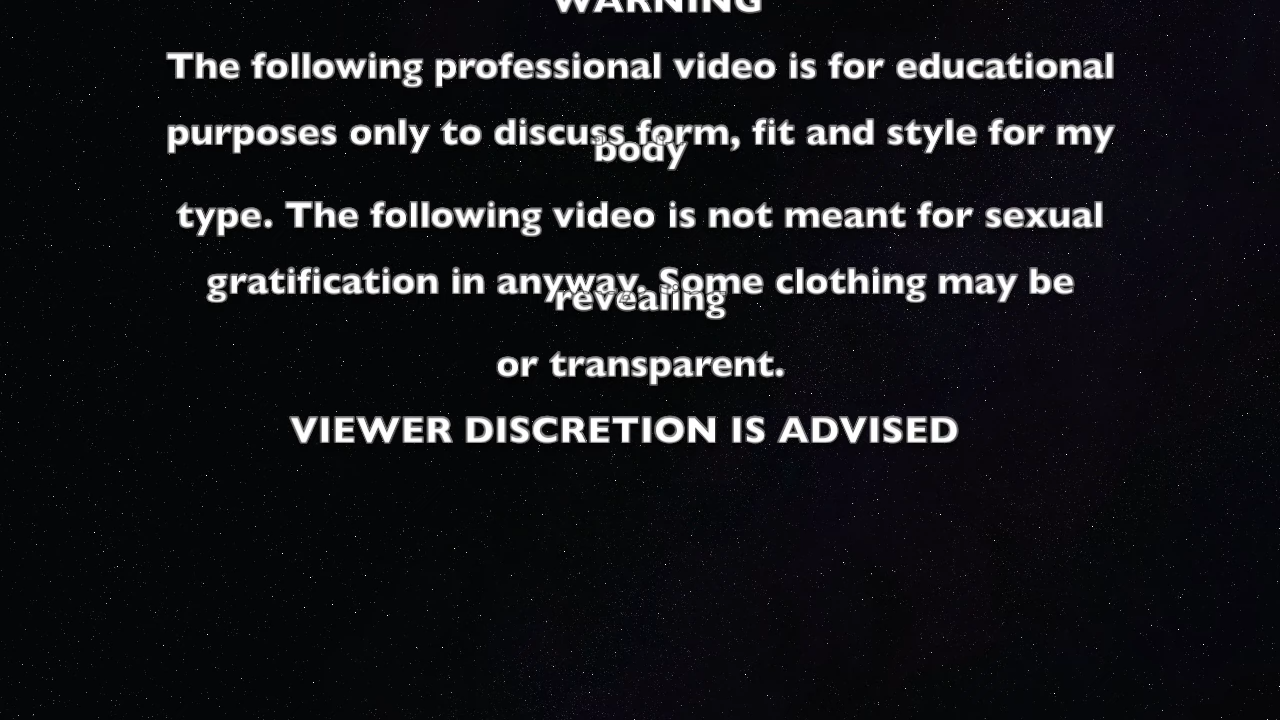 WARNING
The following professional video is for educational
purposes only to discuss form, fit and style for my
body
type. The following video is not meant for sexual
gratification in anyway. Some clothing may be
revealing
or transparent.
VIEWER DISCRETION IS ADVISED